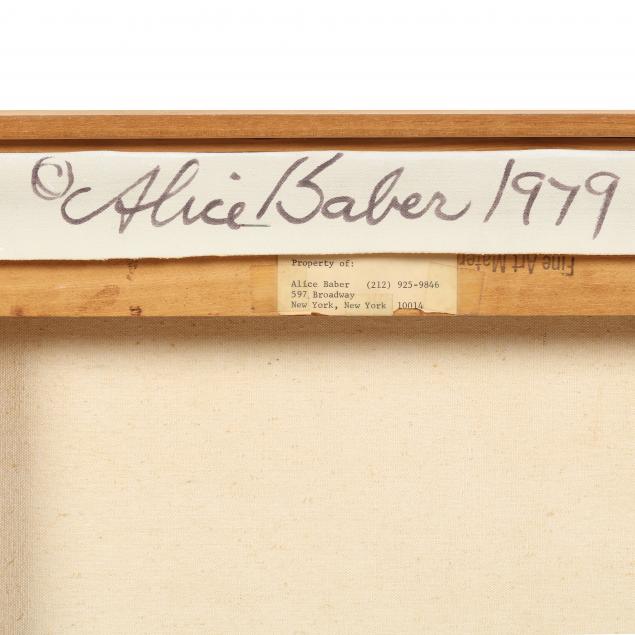 © Alice Baber 1979
Property of:
Alice Baber (212) 925-9846
597 Broadway
New York, New York 10014
Fine Art Mater